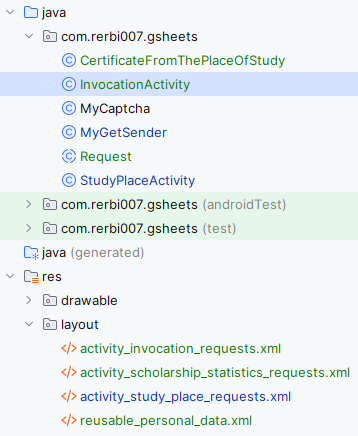 java
com.rerbi007.gsheets
CertificateFromThePlaceOfStudy
InvocationActivity
MyCaptcha
MyGetSender
Request
StudyPlaceActivity
com.rerbi007.gsheets (androidTest)
com.rerbi007.gsheets (test)
java (generated)
res
drawable
layout
activity_invocation_requests.xml
activity_scholarship_statistics_requests.xml
activity_study_place_requests.xml
reusable_personal_data.xml